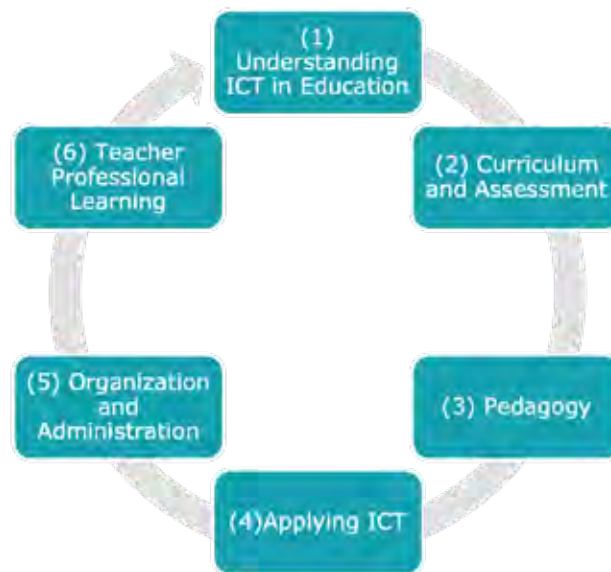 (1)
Understanding
ICT in Education
(2) Curriculum
and Assessment
(3) Pedagogy
(4)Applying ICT
(5) Organization
and
Administration
(6) Teacher
Professional
Learning